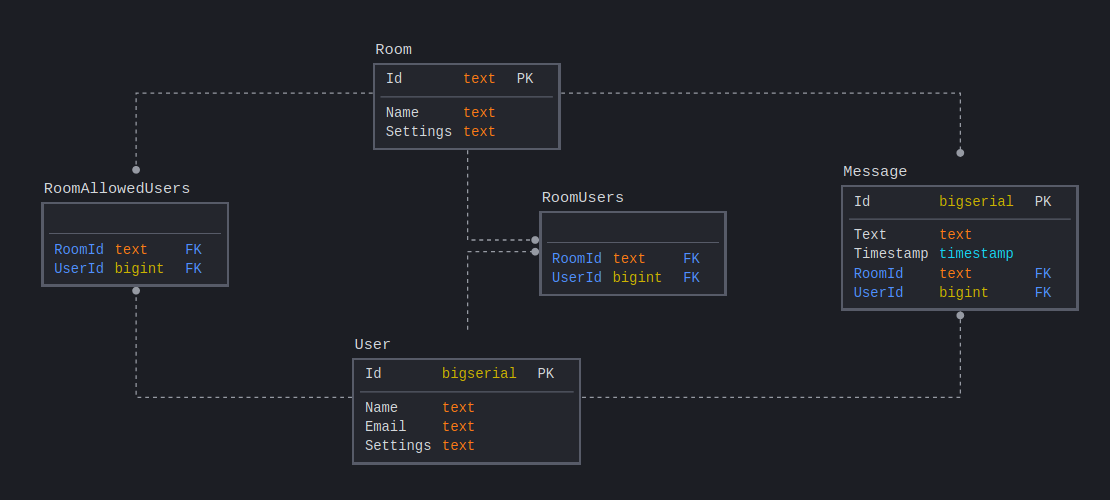 Room
Id text PK
Name text
Settings text
RoomAllowedUsers
RoomId text FK
UserId bigint FK
RoomUsers
RoomId text FK
UserId bigint FK
Message
Id bigserial PK
Text text
Timestamp timestamp
RoomId text FK
UserId bigint FK
User
Id bigserial PK
Name text
Email text
Settings text